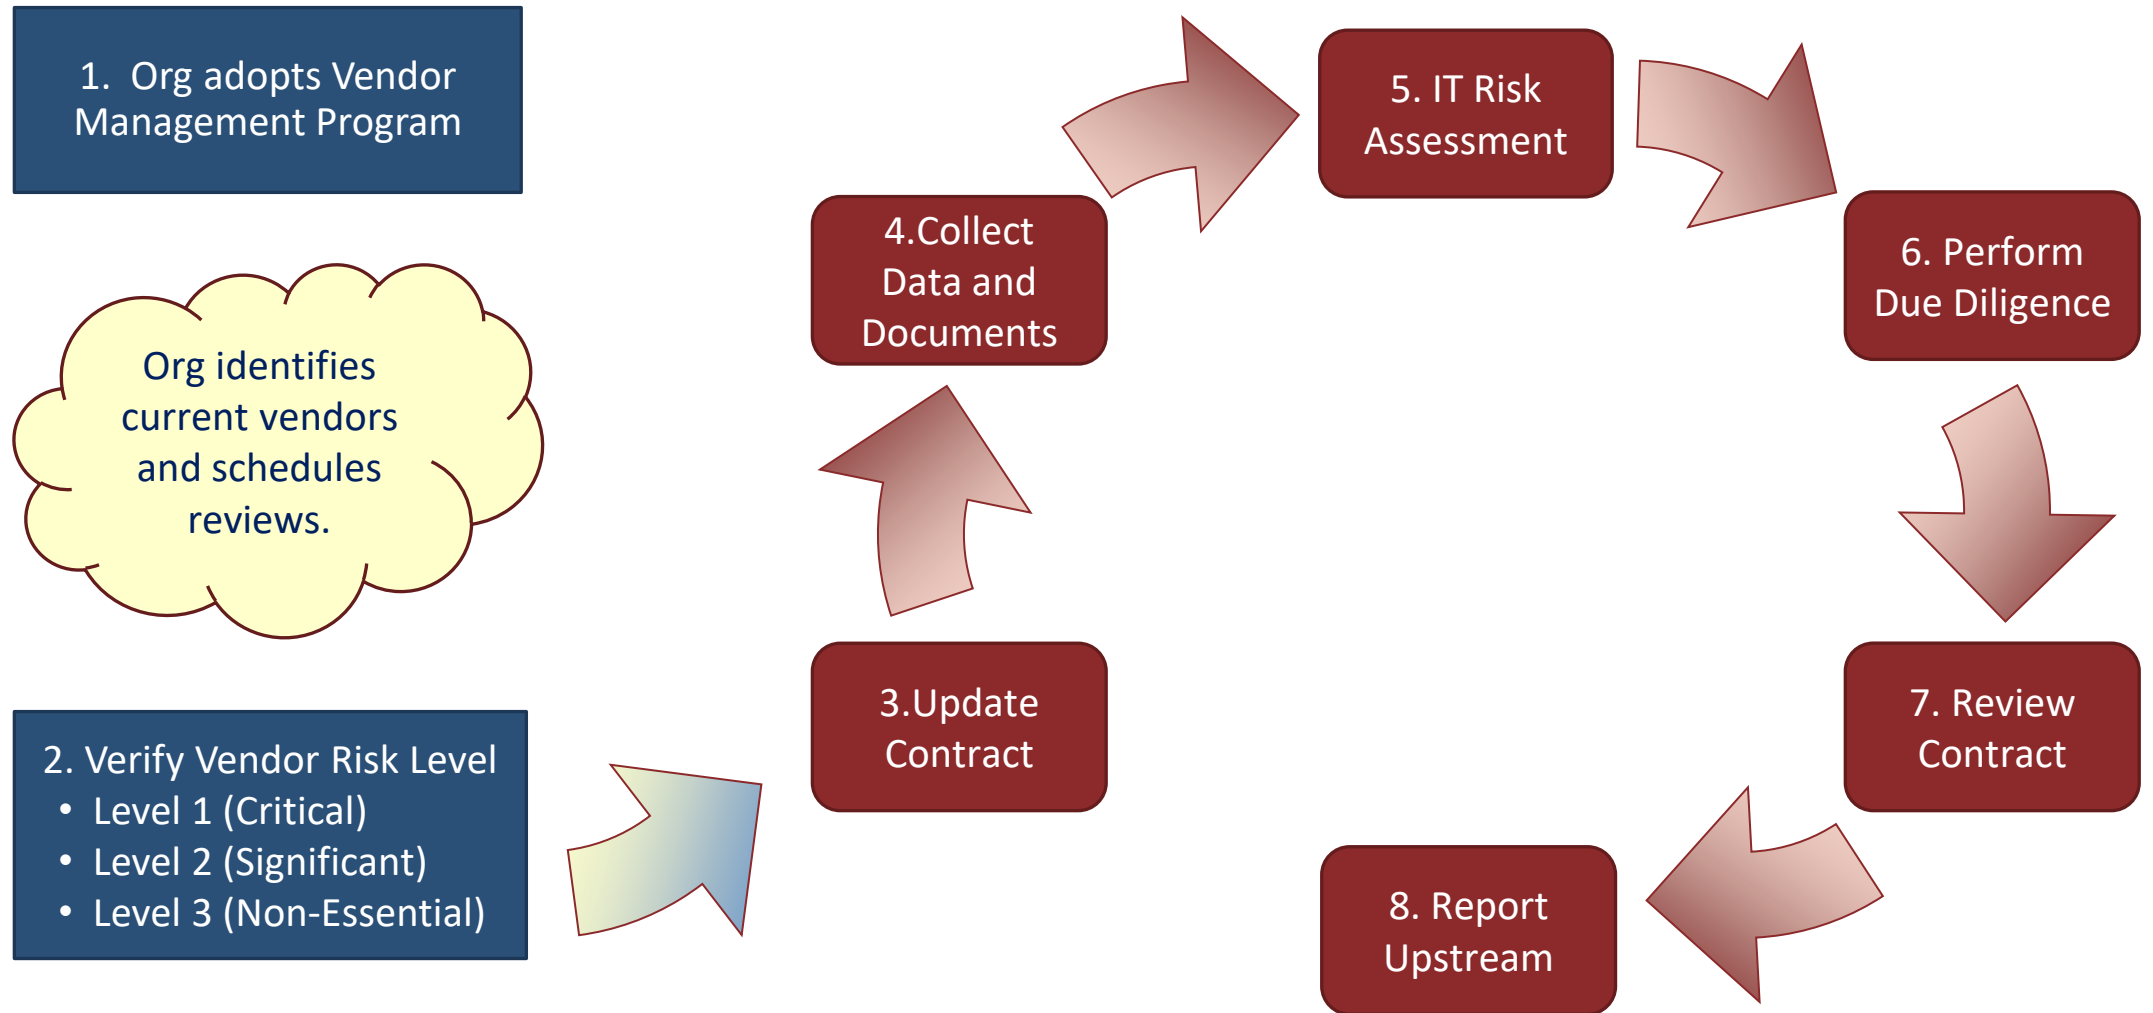 1.  Org adopts Vendor
Management Program
Org identifies
current vendors
and schedules
reviews.
2. Verify Vendor Risk Level
• Level 1 (Critical)
• Level 2 (Significant)
• Level 3 (Non-Essential)
3.Update
Contract
4.Collect
Data and
Documents
5. IT Risk
Assessment
6. Perform
Due Diligence
7. Review
Contract
8. Report
Upstream